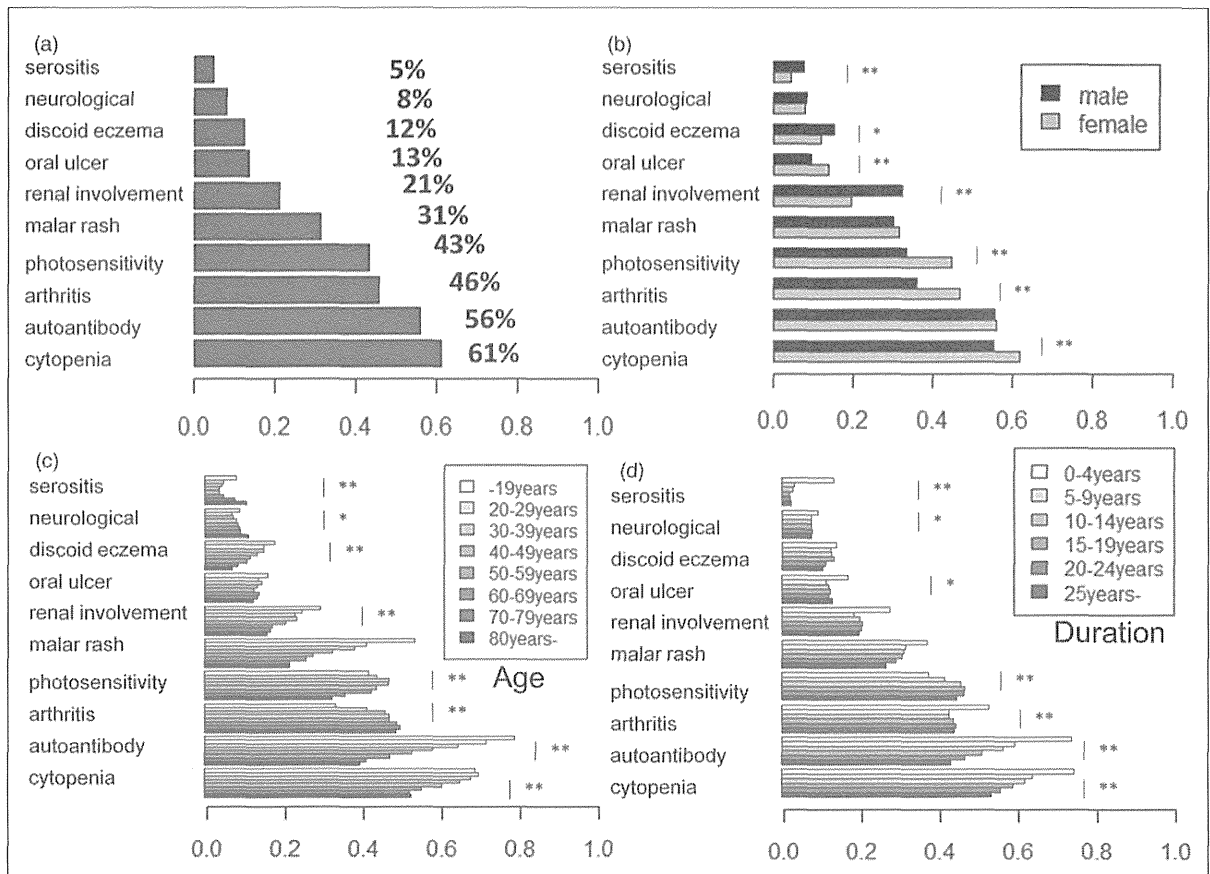 (a)
serositis 5%
neurological 8%
discoid eczema 12%
oral ulcer 13%
renal involvement 21%
malar rash 31%
photosensitivity 43%
arthritis 46%
autoantibody 56%
cytopenia 61%
0.0 0.2 0.4 0.6 0.8 1.0
(b)
serositis **
neurological
discoid eczema *
oral ulcer **
renal involvement **
malar rash
photosensitivity **
arthritis **
autoantibody
cytopenia **
male
female
0.0 0.2 0.4 0.6 0.8 1.0
(c)
serositis **
neurological *
discoid eczema **
oral ulcer
renal involvement **
malar rash
photosensitivity **
arthritis **
autoantibody **
cytopenia **
-19years
20-29years
30-39years
40-49years
50-59years
60-69years
70-79years
80years-
Age
0.0 0.2 0.4 0.6 0.8 1.0
(d)
serositis **
neurological *
discoid eczema
oral ulcer *
renal involvement
malar rash
photosensitivity **
arthritis **
autoantibody **
cytopenia **
0-4years
5-9years
10-14years
15-19years
20-24years
25years-
Duration
0.0 0.2 0.4 0.6 0.8 1.0